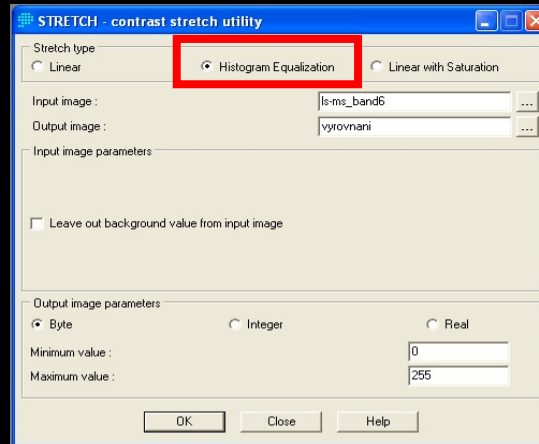 STRETCH - contrast stretch utility
Stretch type
Linear Histogram Equalization Linear with Saturation
Input image : ls-ms_band6 ...
Output image : vyrovnani ...
Input image parameters
Leave out background value from input image
Output image parameters
Byte Integer Real
Minimum value : 0
Maximum value : 255
OK Close Help